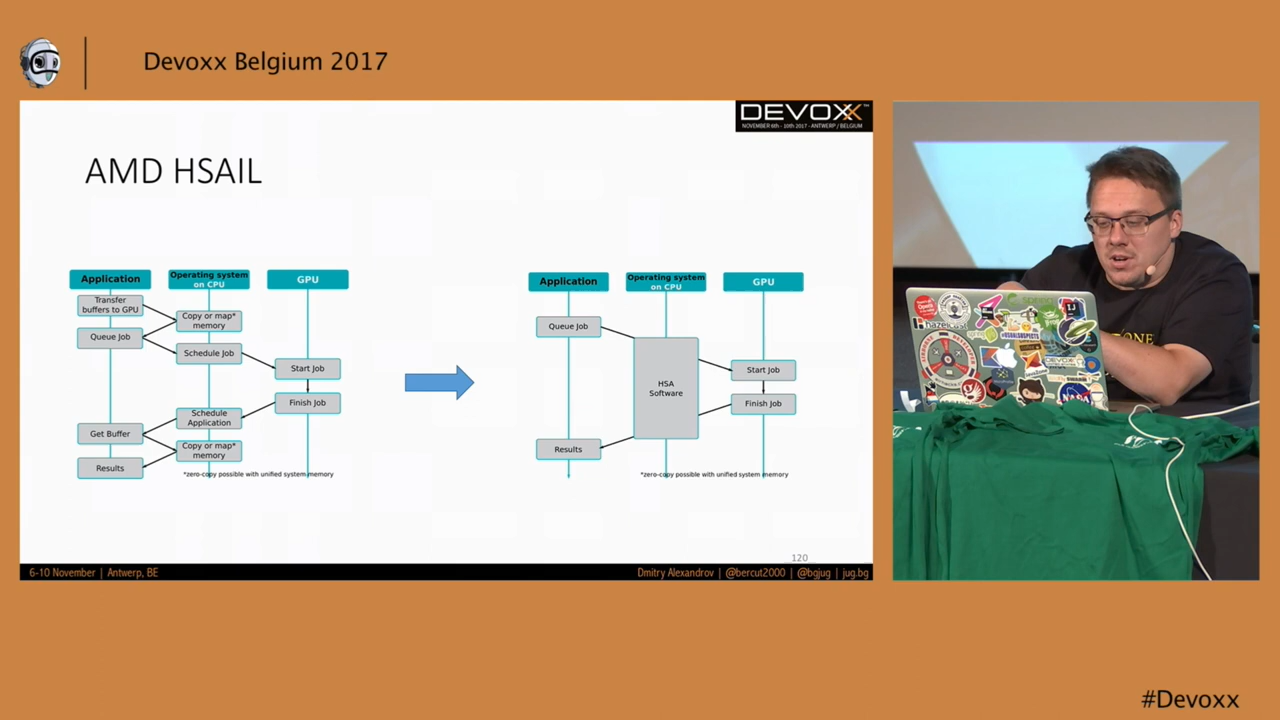 Devoxx Belgium 2017
DEVOXX™
NOVEMBER 6th - 10th 2017 - ANTWERP / BELGIUM
AMD HSAIL
Application
Operating system
on CPU
GPU
Transfer
buffers to GPU
Copy or map*
memory
Queue Job
Schedule Job
Start Job
Finish Job
Schedule
Application
Get Buffer
Copy or map*
memory
Results
*zero-copy possible with unified system memory
Application
Operating system
on CPU
GPU
Queue Job
HSA
Software
Start Job
Finish Job
Results
*zero-copy possible with unified system memory
120
6-10 November | Antwerp, BE
Dmitry Alexandrov | @bercut2000 | @bgjug | jug.bg
hazelcast
DEVOXX
NASA
#Devoxx